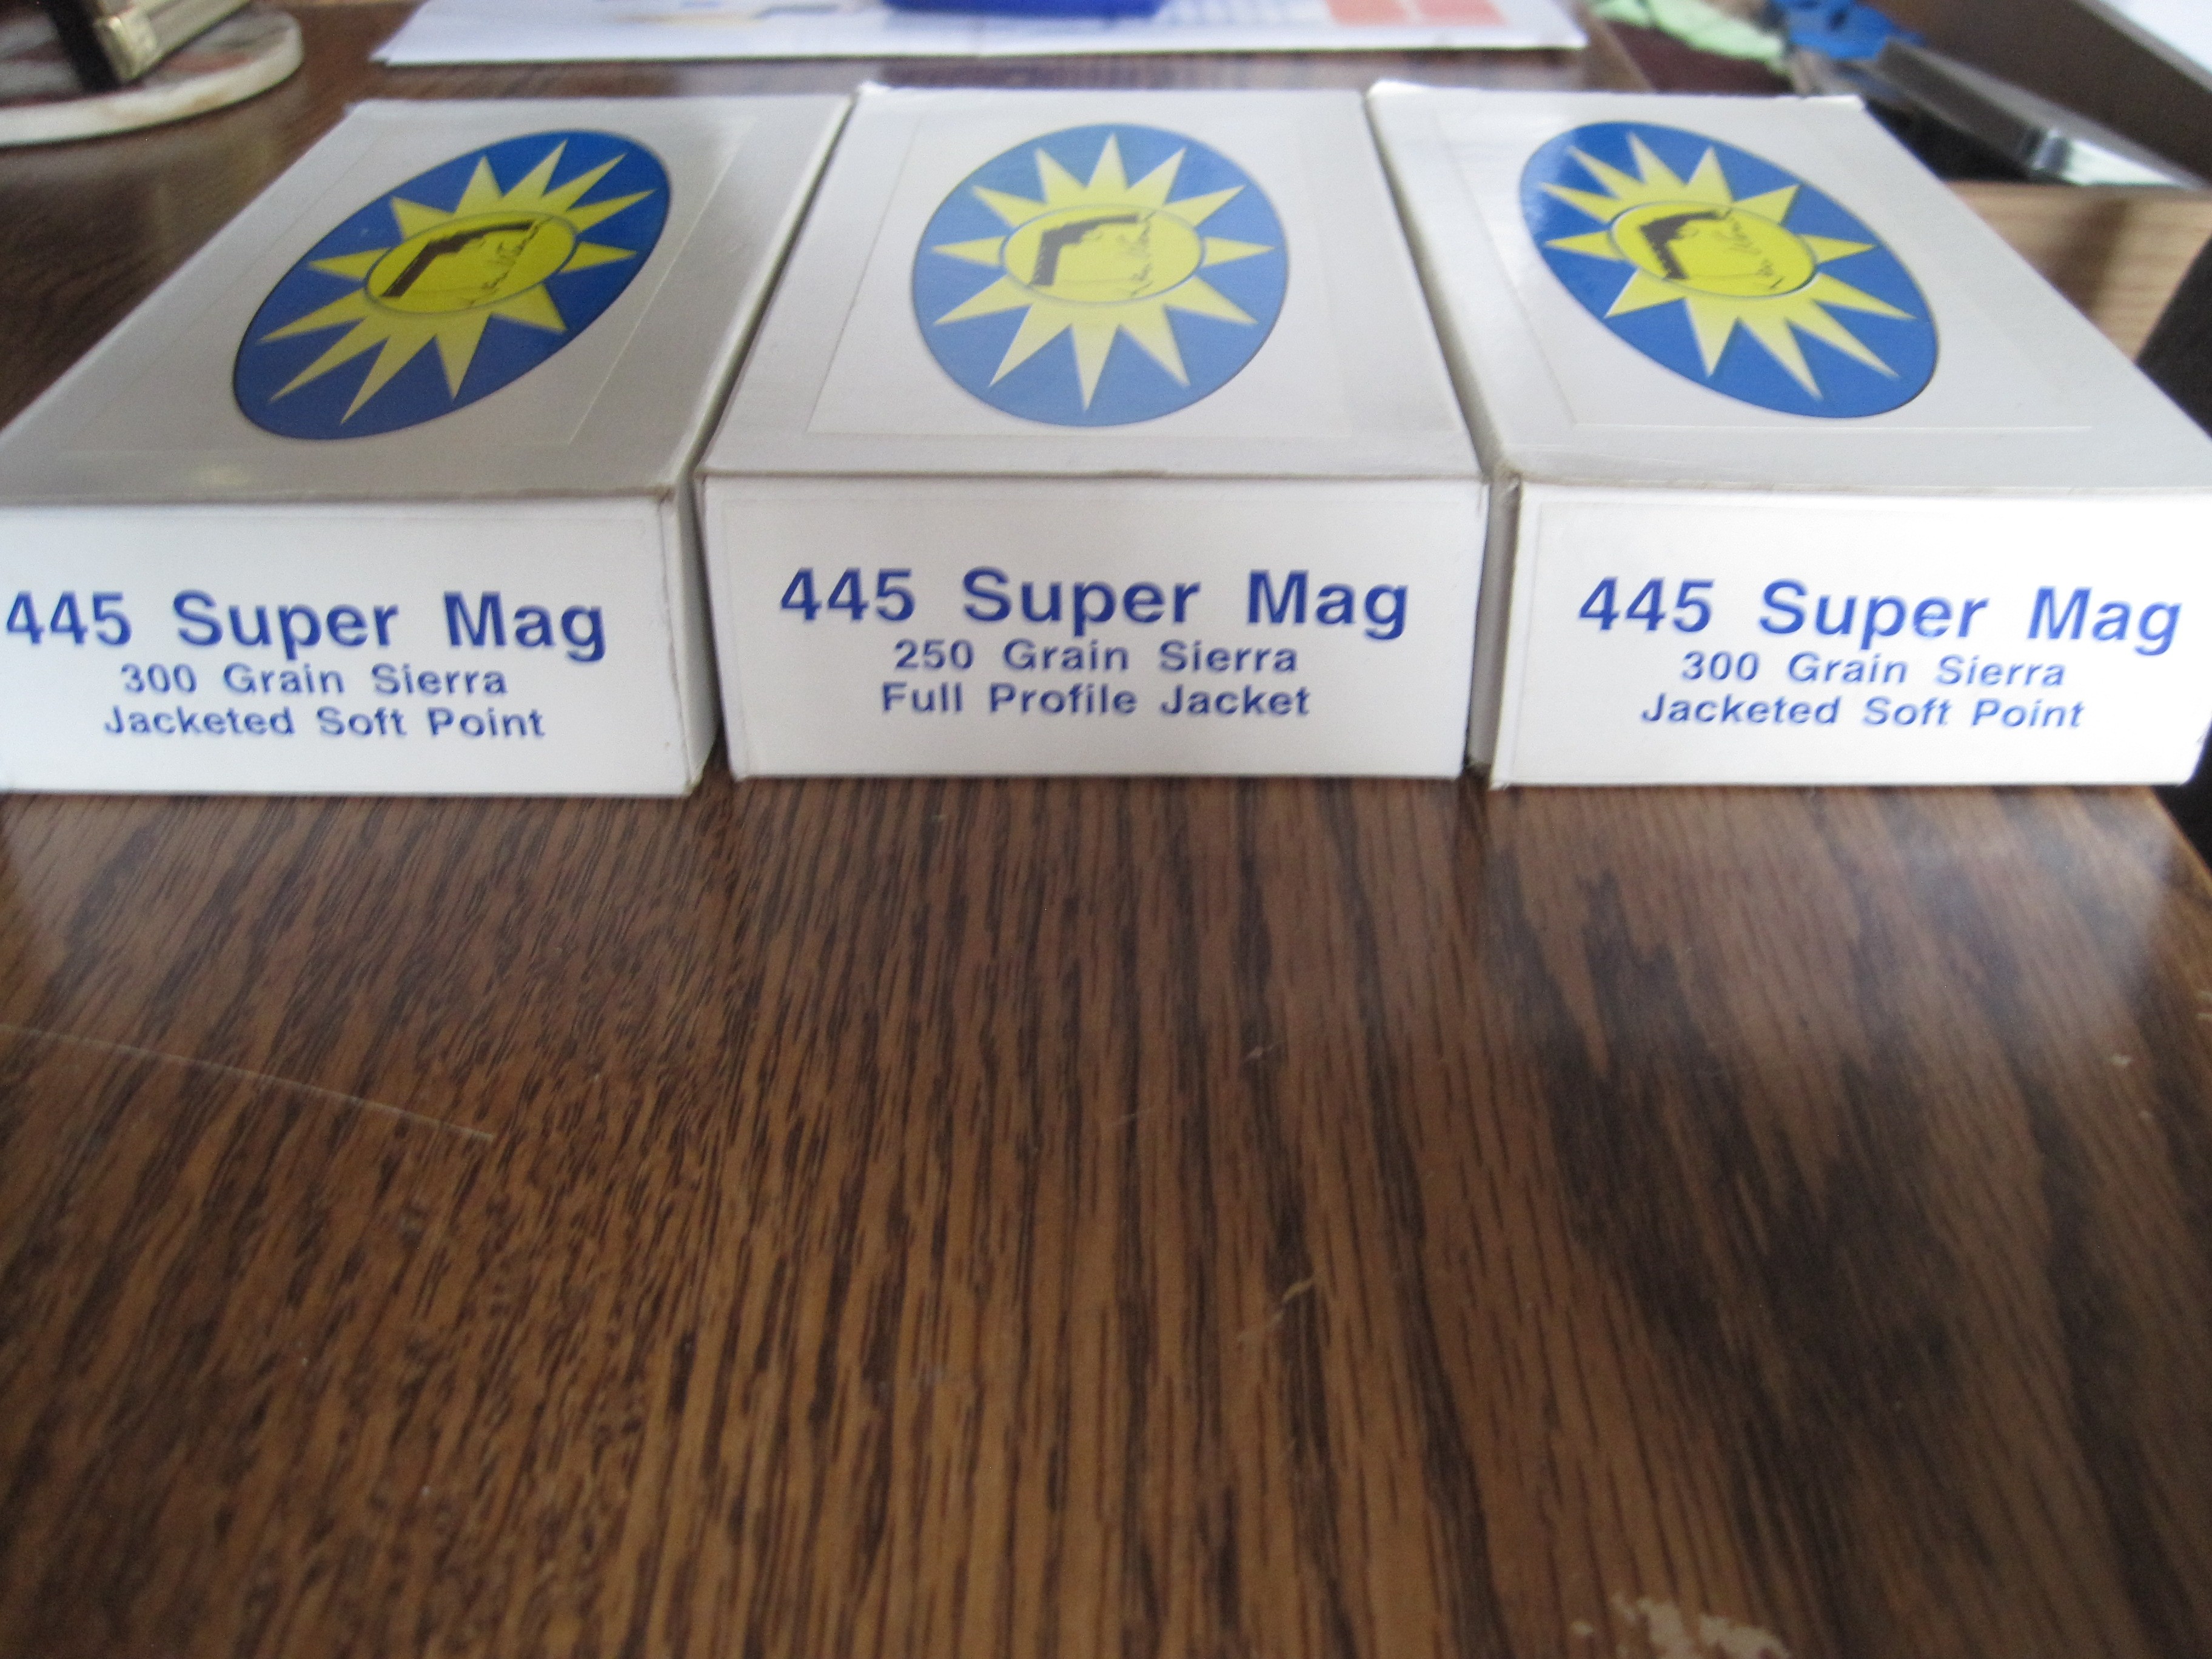 445 Super Mag
300 Grain Sierra
Jacketed Soft Point
445 Super Mag
250 Grain Sierra
Full Profile Jacket
445 Super Mag
300 Grain Sierra
Jacketed Soft Point